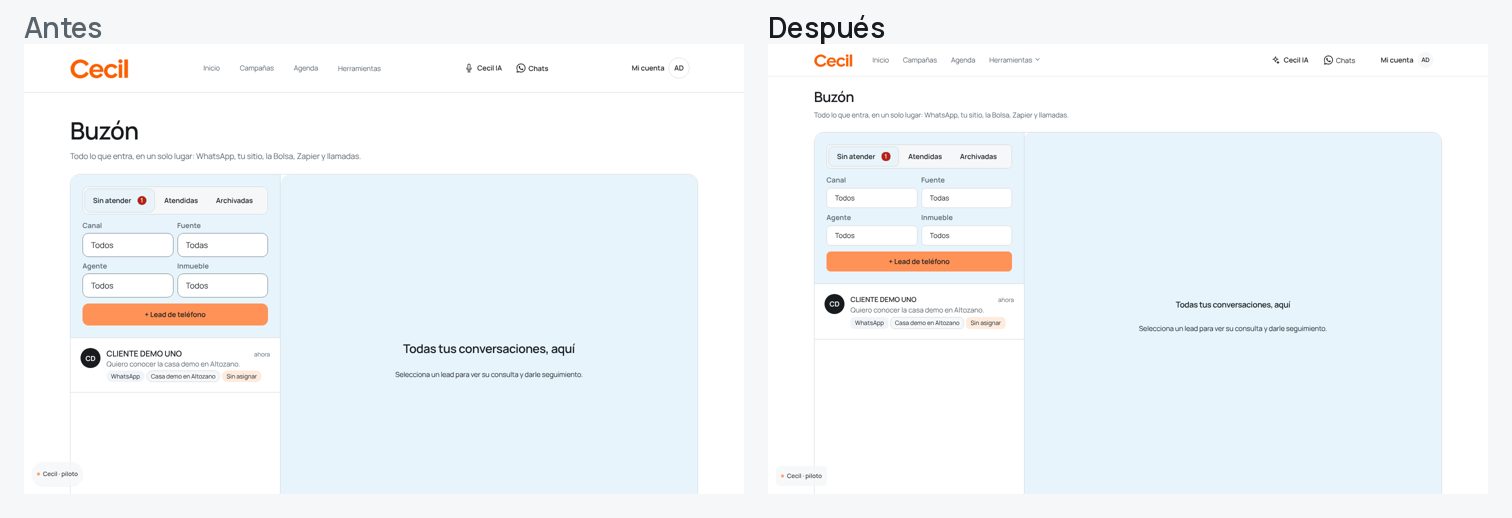 Antes
Cecil
Inicio Campañas Agenda Herramientas Cecil IA Chats Mi cuenta AD
Buzón
Todo lo que entra, en un solo lugar: WhatsApp, tu sitio, la Bolsa, Zapier y llamadas.
Sin atender 1 Atendidas Archivadas
Canal Fuente
Todos Todas
Agente Inmueble
Todos Todos
+ Lead de teléfono
CD CLIENTE DEMO UNO ahora
Quiero conocer la casa demo en Altozano.
WhatsApp Casa demo en Altozano Sin asignar
Todas tus conversaciones, aquí
Selecciona un lead para ver su consulta y darle seguimiento.
Cecil · piloto
Después
Cecil Inicio Campañas Agenda Herramientas Cecil IA Chats Mi cuenta AD
Buzón
Todo lo que entra, en un solo lugar: WhatsApp, tu sitio, la Bolsa, Zapier y llamadas.
Sin atender 1 Atendidas Archivadas
Canal Fuente
Todos Todas
Agente Inmueble
Todos Todos
+ Lead de teléfono
CD CLIENTE DEMO UNO ahora
Quiero conocer la casa demo en Altozano.
WhatsApp Casa demo en Altozano Sin asignar
Todas tus conversaciones, aquí
Selecciona un lead para ver su consulta y darle seguimiento.
Cecil · piloto